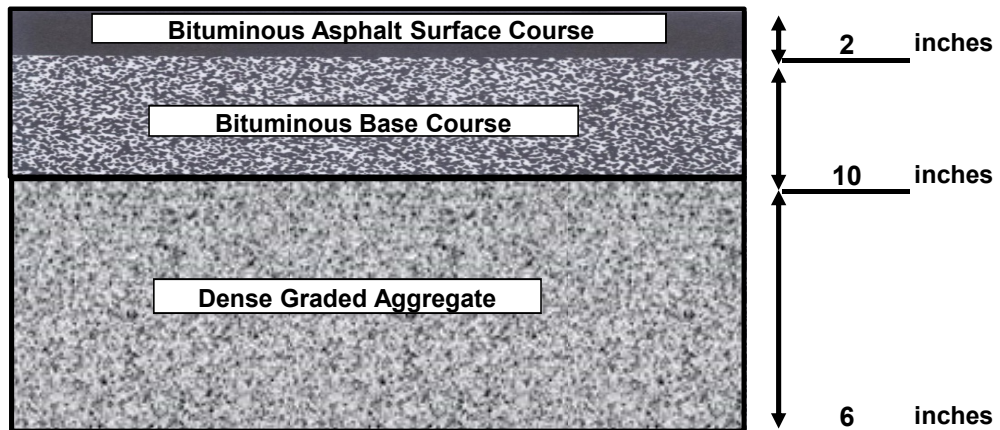 Bituminous Asphalt Surface Course
2 inches
Bituminous Base Course
10 inches
Dense Graded Aggregate
6 inches